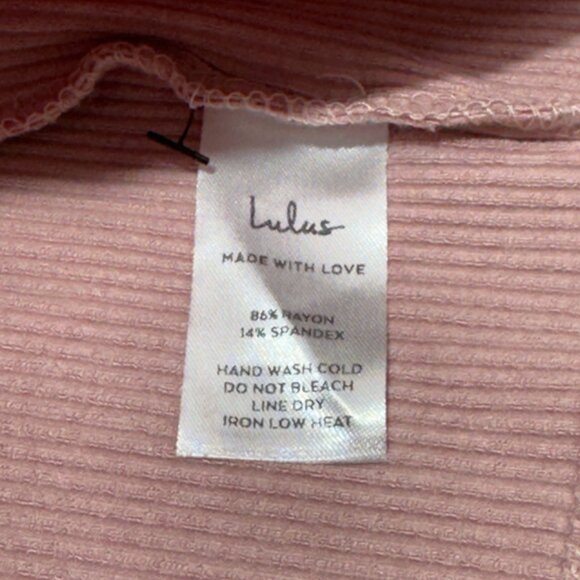 Lulus
MADE WITH LOVE
86% RAYON
14% SPANDEX
HAND WASH COLD
DO NOT BLEACH
LINE DRY
IRON LOW HEAT